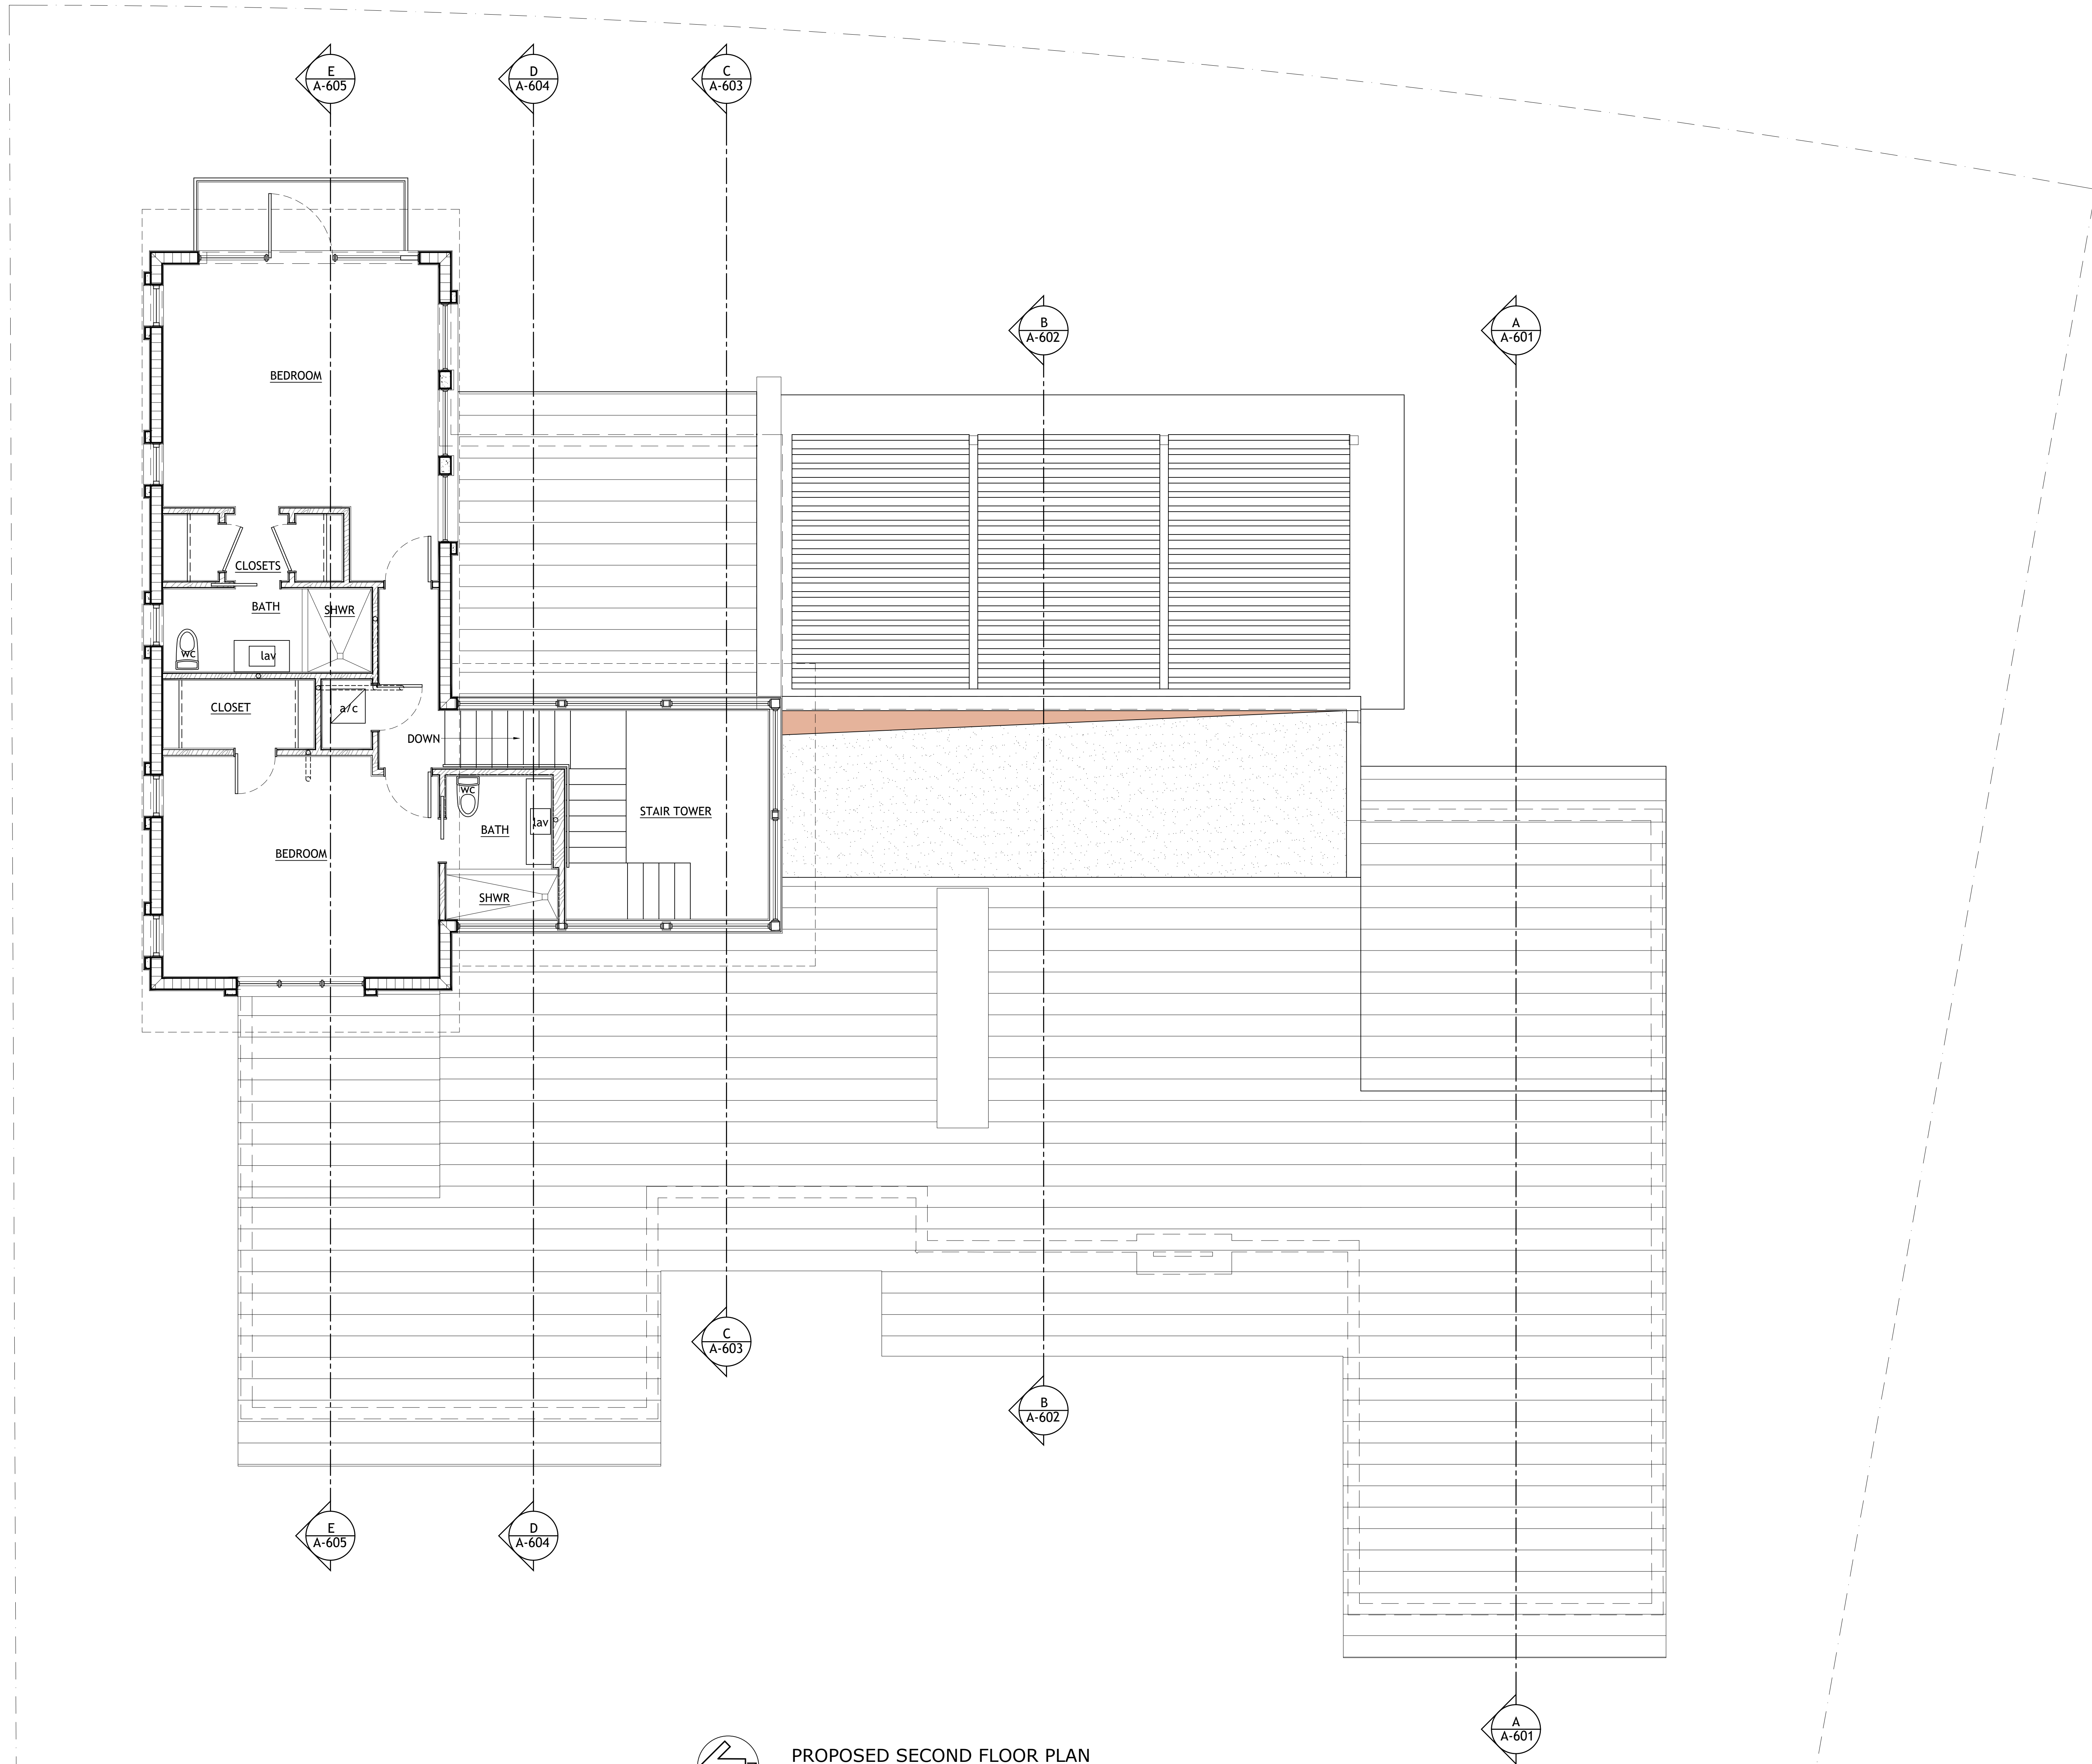 E
A-605
D
A-604
C
A-603
B
A-602
A
A-601
BEDROOM
CLOSETS
BATH
SHWR
wc
lav
CLOSET
a/c
DOWN
wc
lav
BATH
STAIR TOWER
BEDROOM
SHWR
C
A-603
B
A-602
E
A-605
D
A-604
A
A-601
PROPOSED SECOND FLOOR PLAN